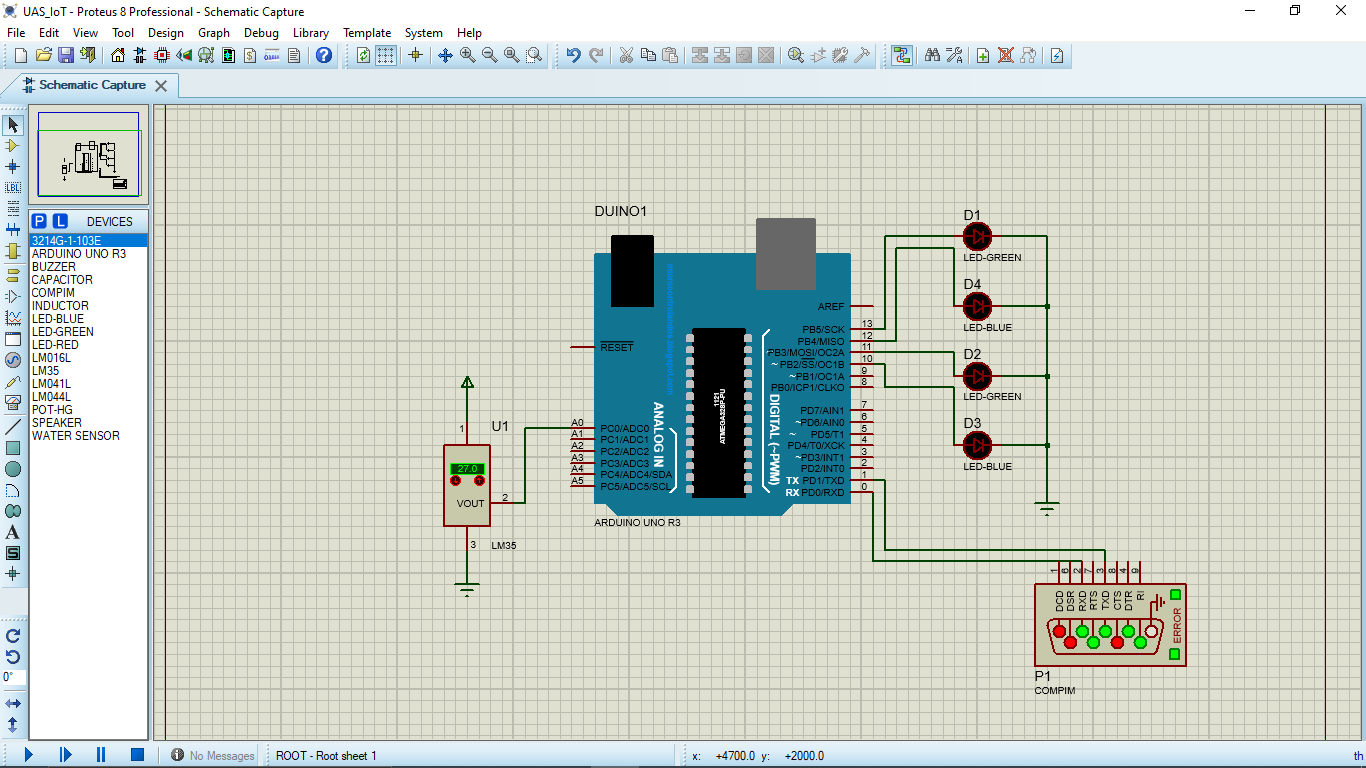 UAS_IoT - Proteus 8 Professional - Schematic Capture
File Edit View Tool Design Graph Debug Library Template System Help
Schematic Capture
P L DEVICES
3214G-1-103E
ARDUINO UNO R3
BUZZER
CAPACITOR
COMPIM
INDUCTOR
LED-BLUE
LED-GREEN
LED-RED
LM016L
LM35
LM041L
LM044L
POT-HG
SPEAKER
WATER SENSOR
LBL
A
S
0°
DUINO1
RESET
AREF
PB5/SCK 13
PB4/MISO 12
~PB3/MOSI/OC2A 11
~PB2/SS/OC1B 10
~PB1/OC1A 9
PB0/ICP1/CLKO 8
PD7/AIN1 7
~PD6/AIN0 6
~PD5/T1 5
PD4/T0/XCK 4
~PD3/INT1 3
PD2/INT0 2
TX PD1/TXD 1
RX PD0/RXD 0
A0 PC0/ADC0
A1 PC1/ADC1
A2 PC2/ADC2
A3 PC3/ADC3
A4 PC4/ADC4/SDA
A5 PC5/ADC5/SCL
ANALOG IN
1121
ATMEGA328P-PU
DIGITAL (~PWM)
ARDUINO UNO R3
U1
1
27.0
VOUT
2
3
LM35
D1
LED-GREEN
D4
LED-BLUE
D2
LED-GREEN
D3
LED-BLUE
1 6 2 7 3 8 4 9
DCD DSR RXD RTS TXD CTS DTR RI
ERROR
P1
COMPIM
No Messages ROOT - Root sheet 1 x: +4700.0 y: +2000.0 th